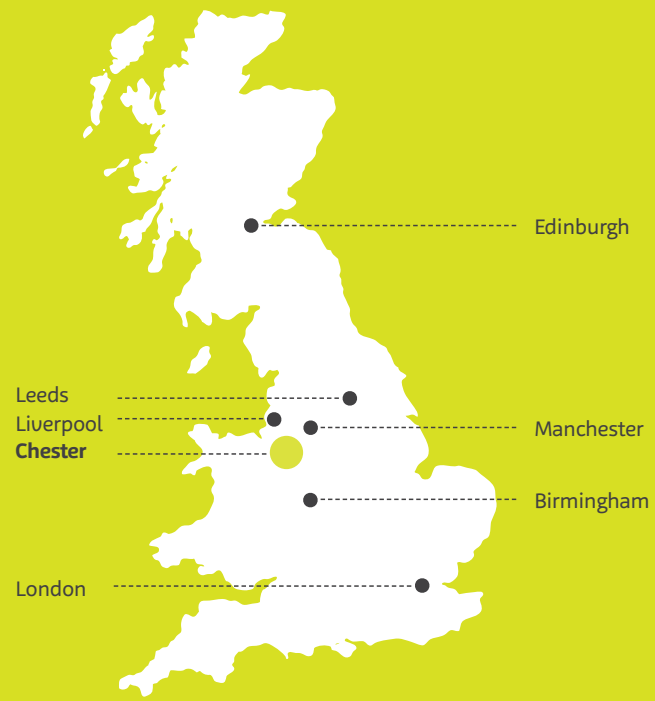 Edinburgh
Leeds
Liverpool
Manchester
Chester
Birmingham
London